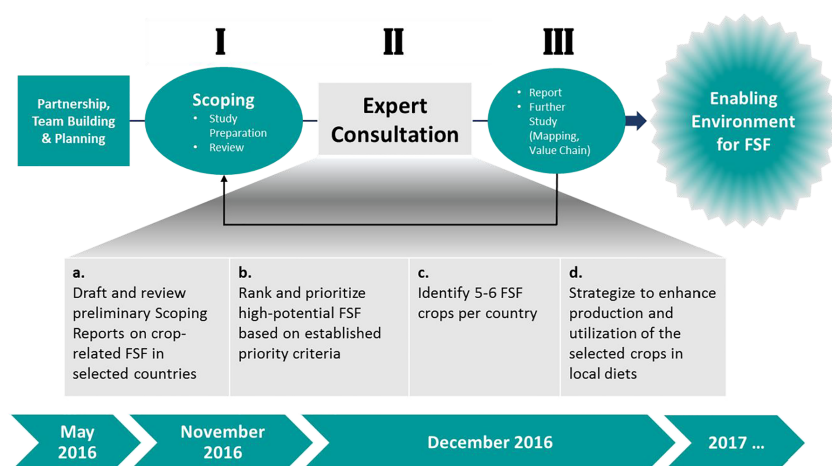 I
II
III
Partnership,
Team Building
& Planning
Scoping
• Study
Preparation
• Review
Expert
Consultation
• Report
• Further
Study
(Mapping,
Value Chain)
Enabling
Environment
for FSF
a.
Draft and review
preliminary Scoping
Reports on crop-
related FSF in
selected countries
b.
Rank and prioritize
high-potential FSF
based on established
priority criteria
c.
Identify 5-6 FSF
crops per country
d.
Strategize to enhance
production and
utilization of the
selected crops in
local diets
May
2016
November
2016
December 2016
2017 ...